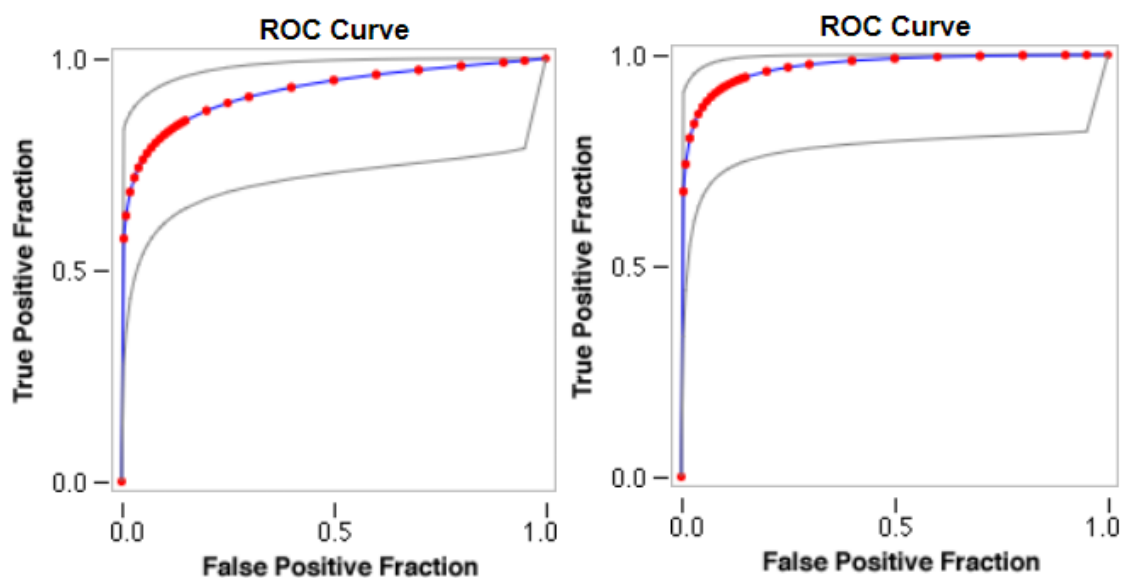 ROC Curve
1.0
0.5
0.0
True Positive Fraction
0.0 0.5 1.0
False Positive Fraction
ROC Curve
1.0
0.5
0.0
True Positive Fraction
0.0 0.5 1.0
False Positive Fraction